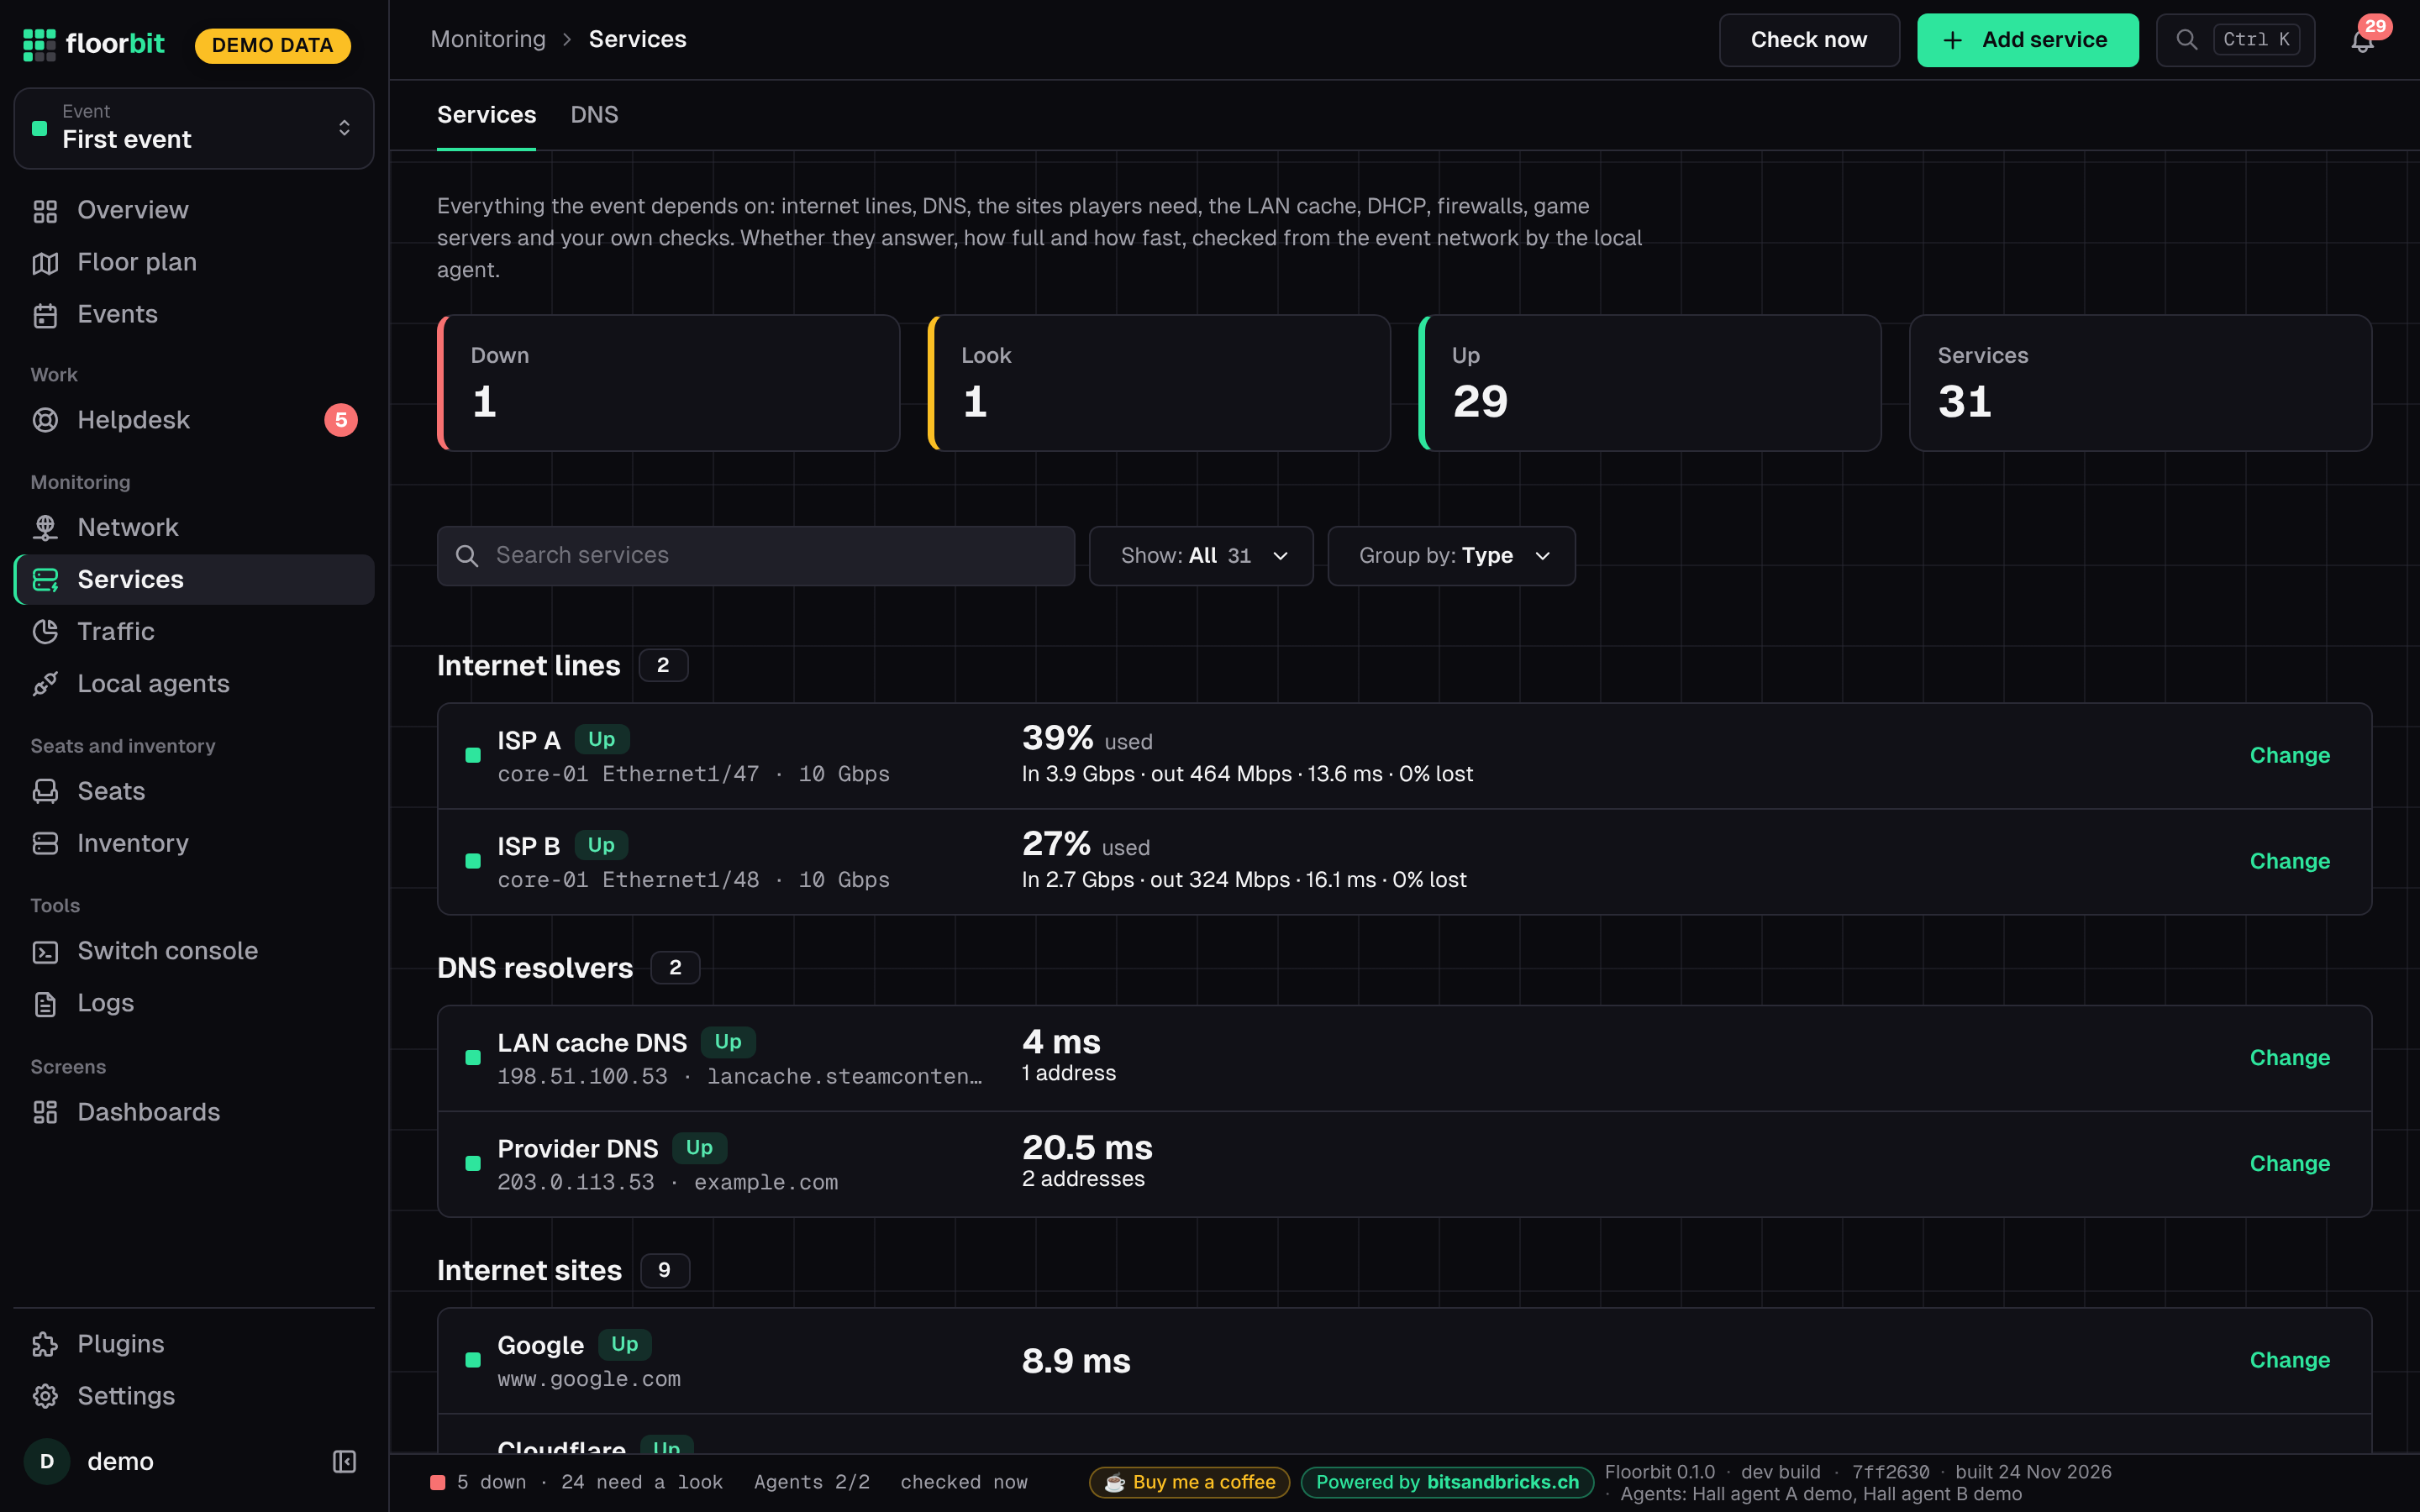 floorbit DEMO DATA
Event
First event
Overview
Floor plan
Events
Work
Helpdesk 5
Monitoring
Network
Services
Traffic
Local agents
Seats and inventory
Seats
Inventory
Tools
Switch console
Logs
Screens
Dashboards
Plugins
Settings
D demo
Monitoring > Services
Check now
+ Add service
Ctrl K
29
Services DNS
Everything the event depends on: internet lines, DNS, the sites players need, the LAN cache, DHCP, firewalls, game
servers and your own checks. Whether they answer, how full and how fast, checked from the event network by the local
agent.
Down
1
Look
1
Up
29
Services
31
Search services
Show: All 31
Group by: Type
Internet lines 2
ISP A Up
core-01 Ethernet1/47 · 10 Gbps
39% used
In 3.9 Gbps · out 464 Mbps · 13.6 ms · 0% lost
Change
ISP B Up
core-01 Ethernet1/48 · 10 Gbps
27% used
In 2.7 Gbps · out 324 Mbps · 16.1 ms · 0% lost
Change
DNS resolvers 2
LAN cache DNS Up
198.51.100.53 · lancache.steamconten…
4 ms
1 address
Change
Provider DNS Up
203.0.113.53 · example.com
20.5 ms
2 addresses
Change
Internet sites 9
Google Up
www.google.com
8.9 ms
Change
Cloudflare Up
5 down · 24 need a look Agents 2/2 checked now
Buy me a coffee
Powered by bitsandbricks.ch
Floorbit 0.1.0 · dev build · 7ff2630 · built 24 Nov 2026
· Agents: Hall agent A demo, Hall agent B demo